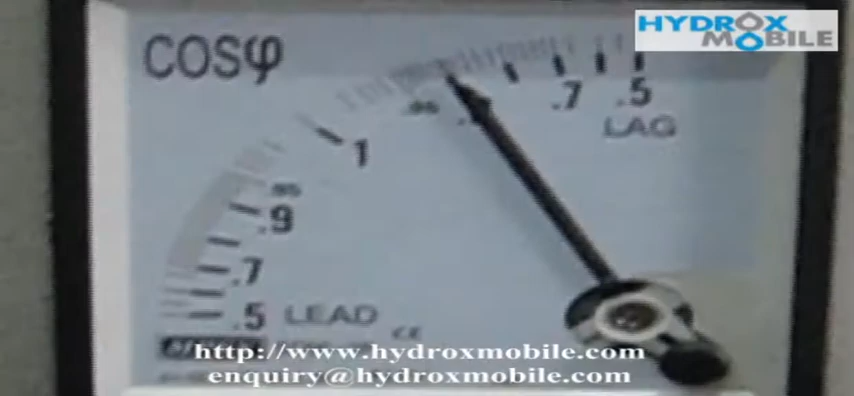 HYDROX
MOBILE
COSφ
.7
.5
LAG
1
.95
.9
.7
.5
LEAD
CE
http://www.hydroxmobile.com
enquiry@hydroxmobile.com